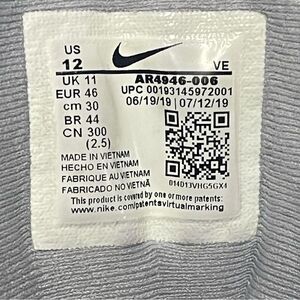 US
12 VE
UK 11 AR4946-006
EUR 46 UPC 00193145972001
cm 30 06/19/19 07/12/19
BR 44
CN 300
(2.5)
MADE IN VIETNAM
HECHO EN VIETNAM
FABRIQUE AU VIETNAM
FABRICADO NO VIETNÃ
014D13VHG5GX4
This product is covered by one or more patents:
www.nike.com/patentsvirtualmarking